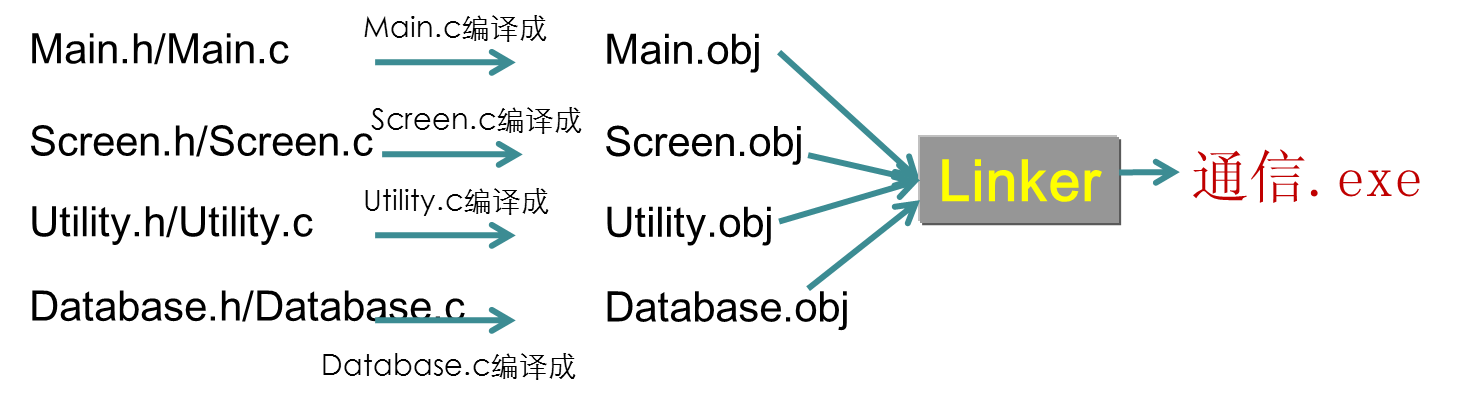 Main.h/Main.c
Main.c编译成
Main.obj
Screen.h/Screen.c
Screen.c编译成
Screen.obj
Utility.h/Utility.c
Utility.c编译成
Utility.obj
Database.h/Database.c
Database.c编译成
Database.obj
Linker
通信.exe